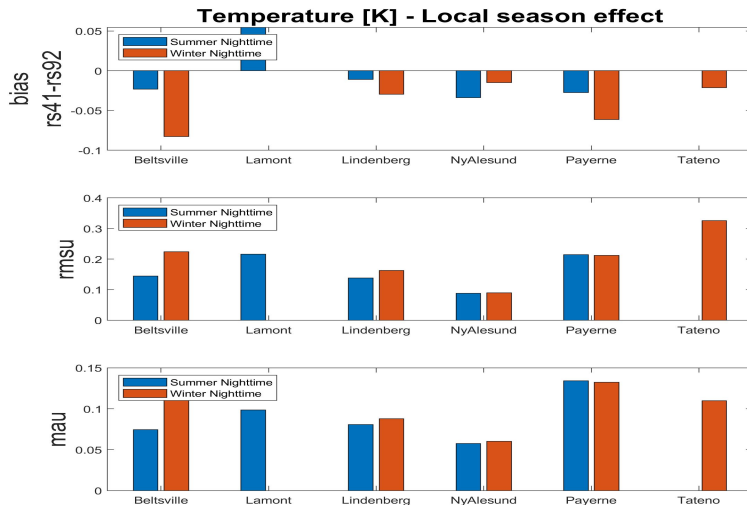 Temperature [K] - Local season effect
bias
rs41-rs92
0.05
0
-0.05
-0.1
Summer Nighttime
Winter Nighttime
Beltsville Lamont Lindenberg NyAlesund Payerne Tateno
rmsu
0.4
0.3
0.2
0.1
0
Summer Nighttime
Winter Nighttime
Beltsville Lamont Lindenberg NyAlesund Payerne Tateno
mau
0.15
0.1
0.05
0
Summer Nighttime
Winter Nighttime
Beltsville Lamont Lindenberg NyAlesund Payerne Tateno